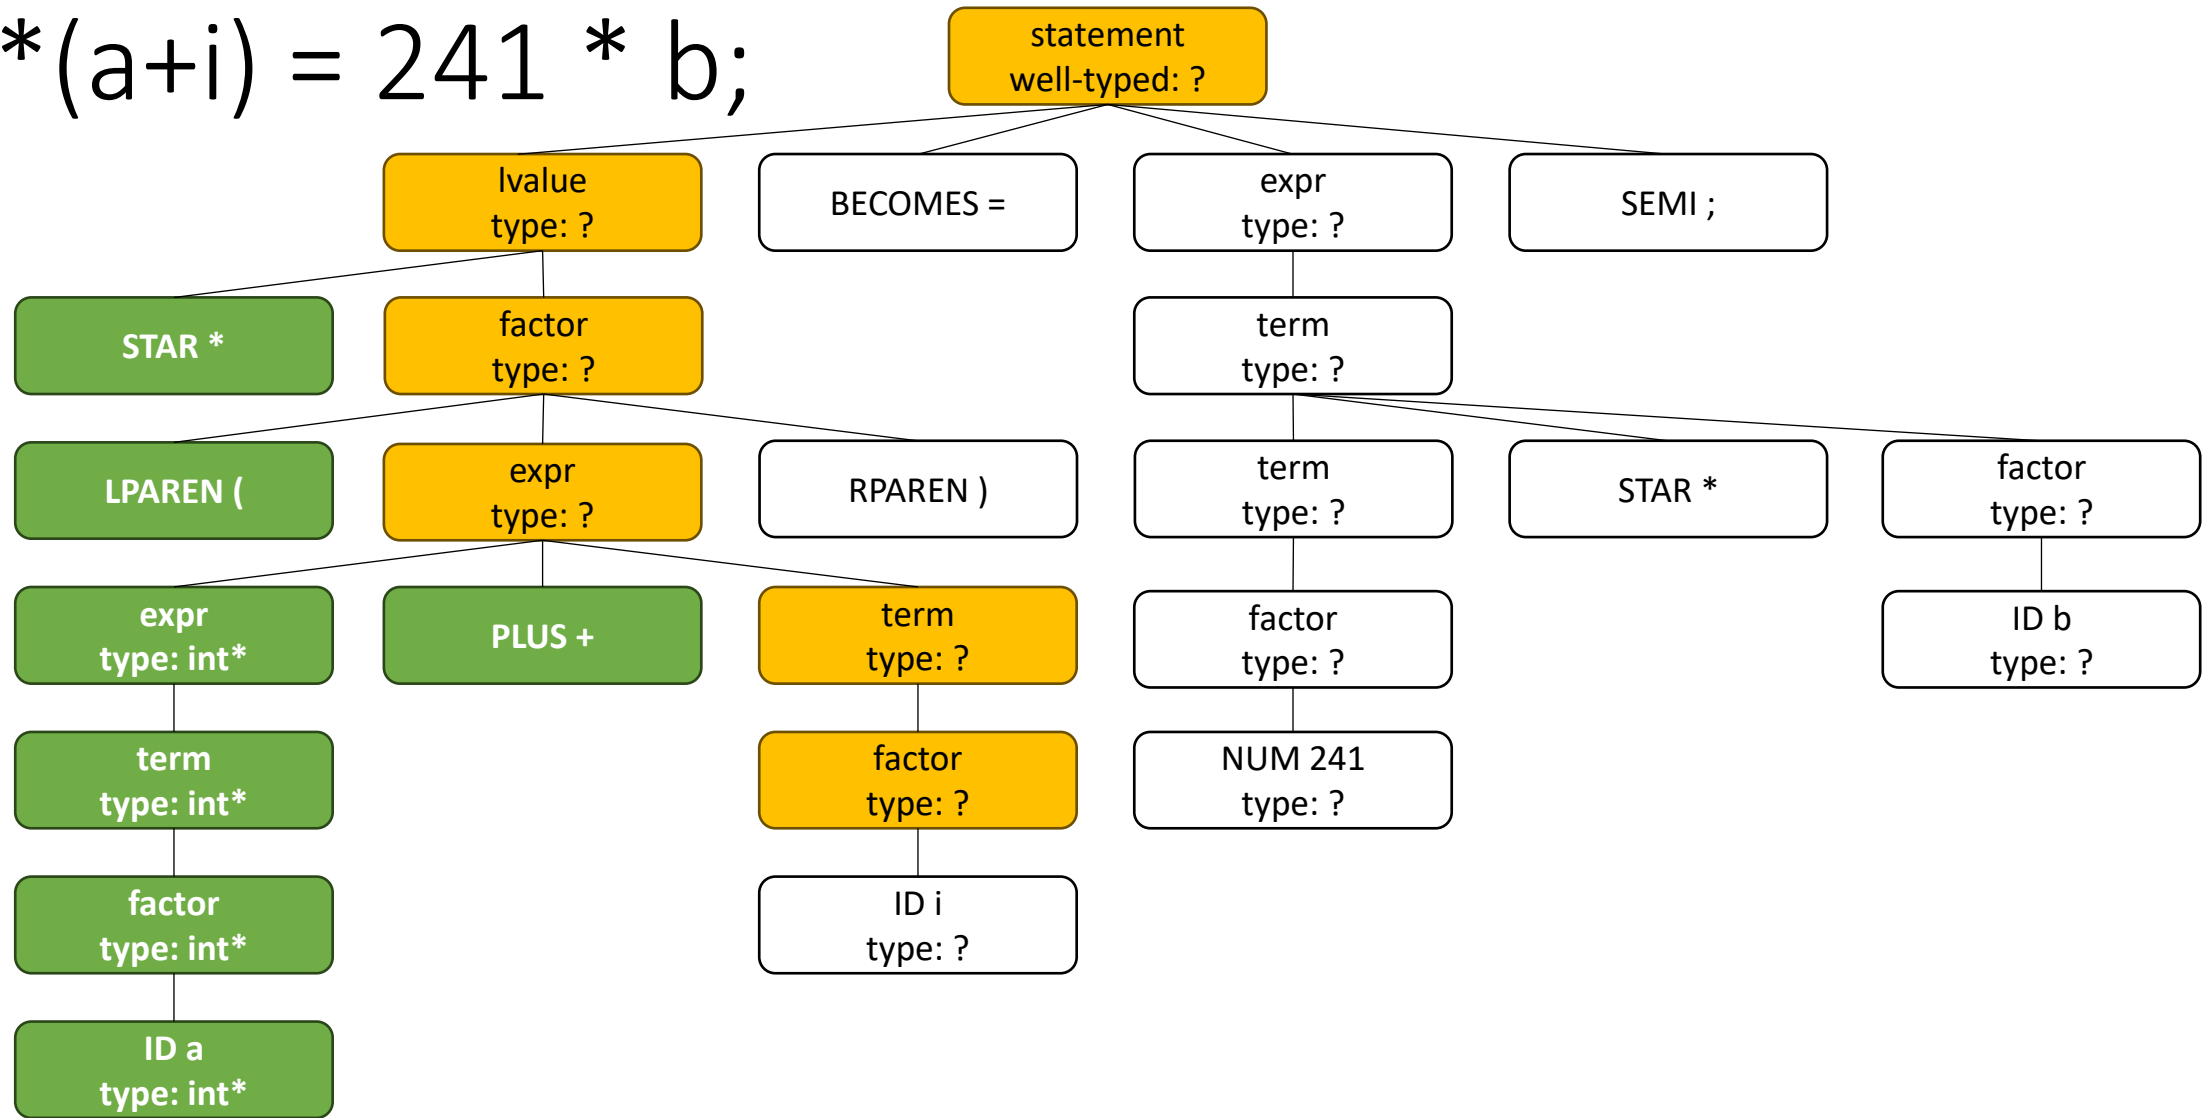 *(a+i) = 241 * b;
statement
well-typed: ?
lvalue
type: ?
BECOMES =
expr
type: ?
SEMI ;
STAR *
factor
type: ?
term
type: ?
LPAREN (
expr
type: ?
RPAREN )
term
type: ?
STAR *
factor
type: ?
expr
type: int*
PLUS +
term
type: ?
factor
type: ?
ID b
type: ?
term
type: int*
factor
type: ?
NUM 241
type: ?
factor
type: int*
ID i
type: ?
ID a
type: int*